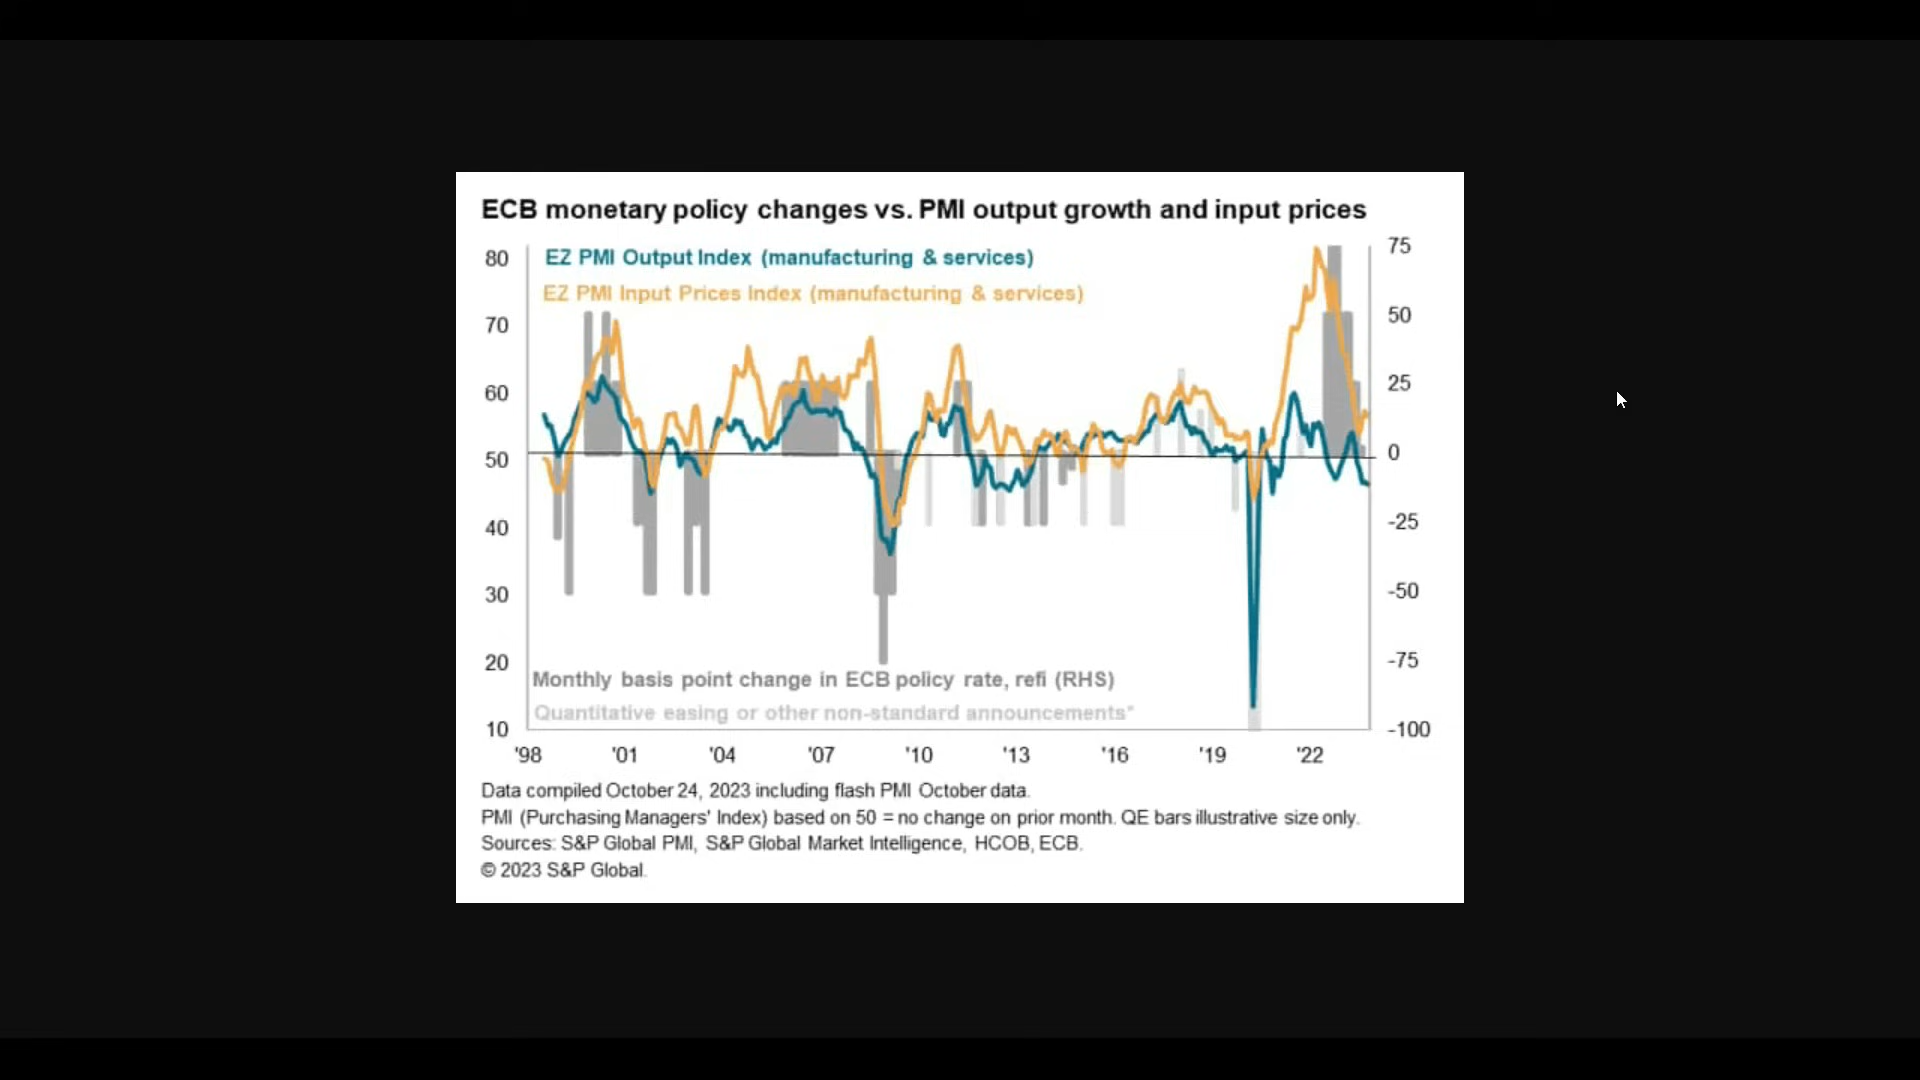 ECB monetary policy changes vs. PMI output growth and input prices
EZ PMI Output Index (manufacturing & services)
EZ PMI Input Prices Index (manufacturing & services)
80
70
60
50
40
30
20
10
75
50
25
0
-25
-50
-75
-100
Monthly basis point change in ECB policy rate, refi (RHS)
Quantitative easing or other non-standard announcements*
'98 '01 '04 '07 '10 '13 '16 '19 '22
Data compiled October 24, 2023 including flash PMI October data.
PMI (Purchasing Managers' Index) based on 50 = no change on prior month. QE bars illustrative size only.
Sources: S&P Global PMI, S&P Global Market Intelligence, HCOB, ECB.
© 2023 S&P Global.